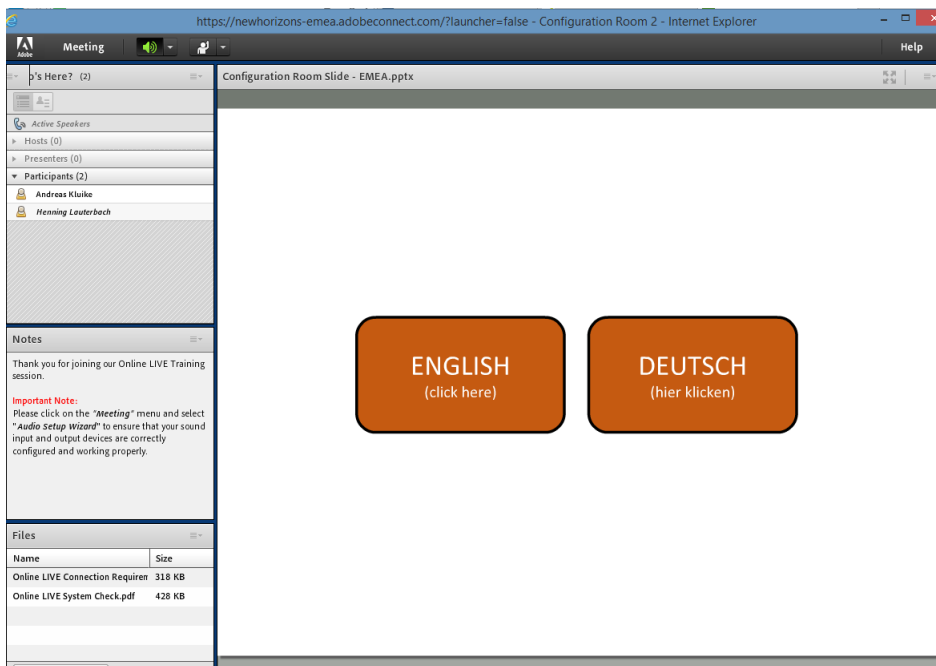 https://newhorizons-emea.adobeconnect.com/?launcher=false - Configuration Room 2 - Internet Explorer
Adobe
Meeting
Help
o's Here? (2)
Active Speakers
Hosts (0)
Presenters (0)
Participants (2)
Andreas Kluike
Henning Lauterbach
Notes
Thank you for joining our Online LIVE Training
session.
Important Note:
Please click on the "Meeting" menu and select
"Audio Setup Wizard" to ensure that your sound
input and output devices are correctly
configured and working properly.
Files
Name Size
Online LIVE Connection Requiren 318 KB
Online LIVE System Check.pdf 428 KB
Configuration Room Slide - EMEA.pptx
ENGLISH
(click here)
DEUTSCH
(hier klicken)